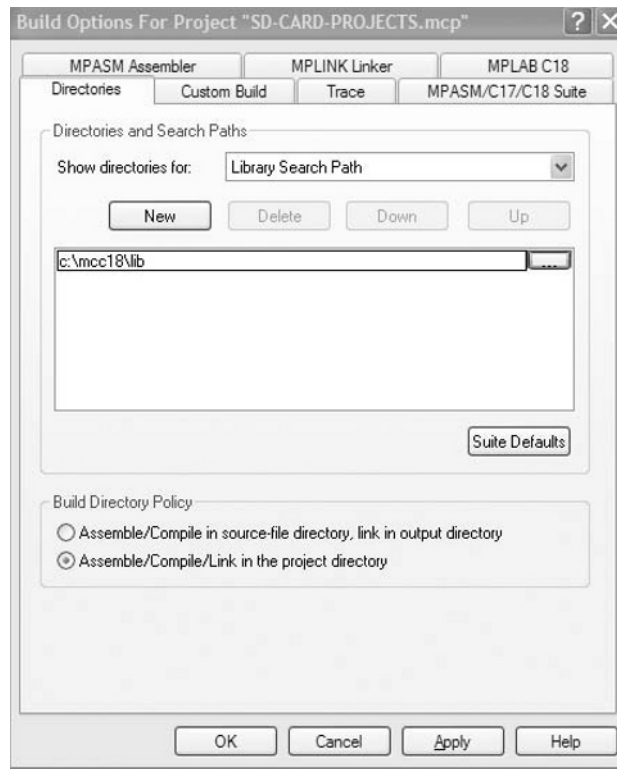 Build Options For Project "SD-CARD-PROJECTS.mcp" ? X
MPASM Assembler MPLINK Linker MPLAB C18
Directories Custom Build Trace MPASM/C17/C18 Suite
Directories and Search Paths
Show directories for: Library Search Path
New Delete Down Up
c:\mcc18\lib ...
Suite Defaults
Build Directory Policy
Assemble/Compile in source-file directory, link in output directory
Assemble/Compile/Link in the project directory
OK Cancel Apply Help